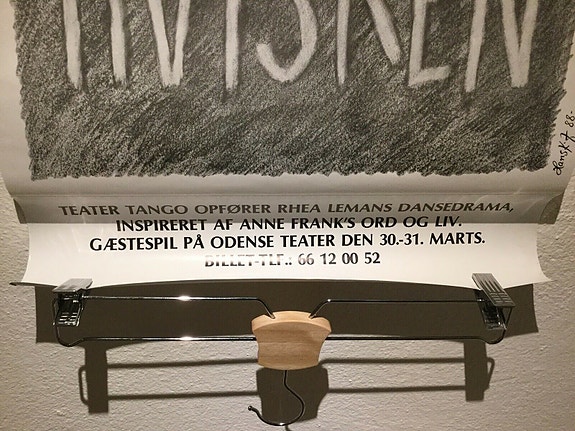 HVISKEN
TEATER TANGO OPFØRER RHEA LEMANS DANSEDRAMA,
INSPIRERET AF ANNE FRANK'S ORD OG LIV.
GÆSTESPIL PÅ ODENSE TEATER DEN 30.-31. MARTS.
BILLET-TLF.: 66 12 00 52